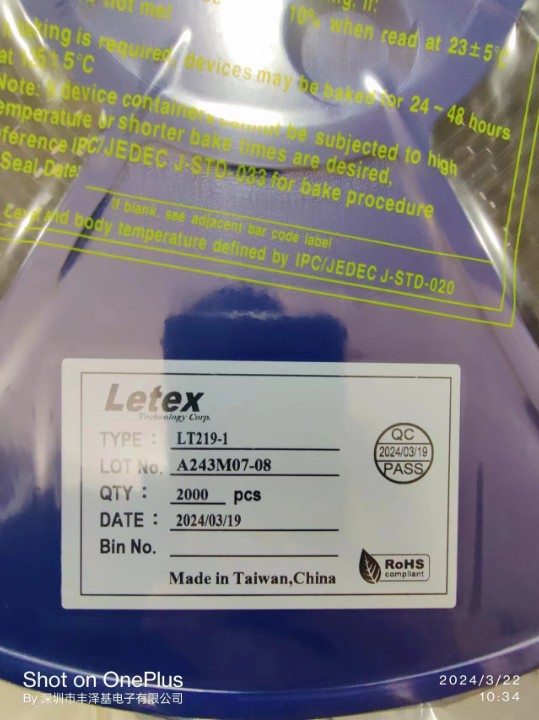 10% when read at 23±5°C
king is required, devices may be baked for 24~48 hours
5°C
device containers cannot be subjected to high
temperature or shorter bake times are desired,
ference IPC/JEDEC J-STD-033 for bake procedure
Seal Date:
If blank, see adjacent bar code label
and body temperature defined by IPC/JEDEC J-STD-020
Letex
Technology Corp.
TYPE : LT219-1
LOT No. A243M07-08
QTY : 2000 pcs
DATE : 2024/03/19
Bin No.
QC
2024/03/19
PASS
Made in Taiwan,China
RoHS
compliant
Shot on OnePlus
By 深圳市丰泽基电子有限公司
2024/3/22
10:34